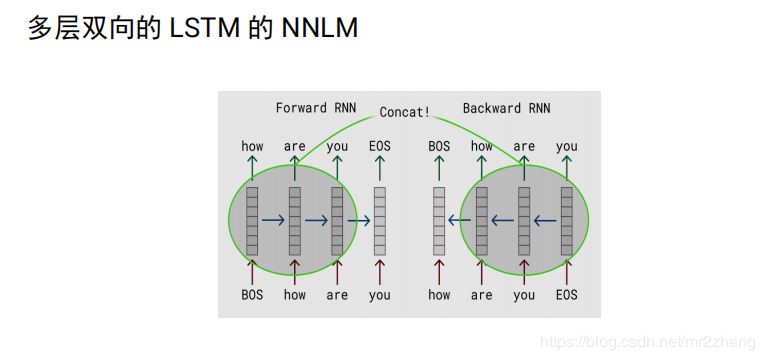 多层双向的 LSTM 的 NNLM
Forward RNN Concat! Backward RNN
how are you EOS BOS how are you
BOS how are you how are you EOS
https://blog.csdn.net/mr2zhang